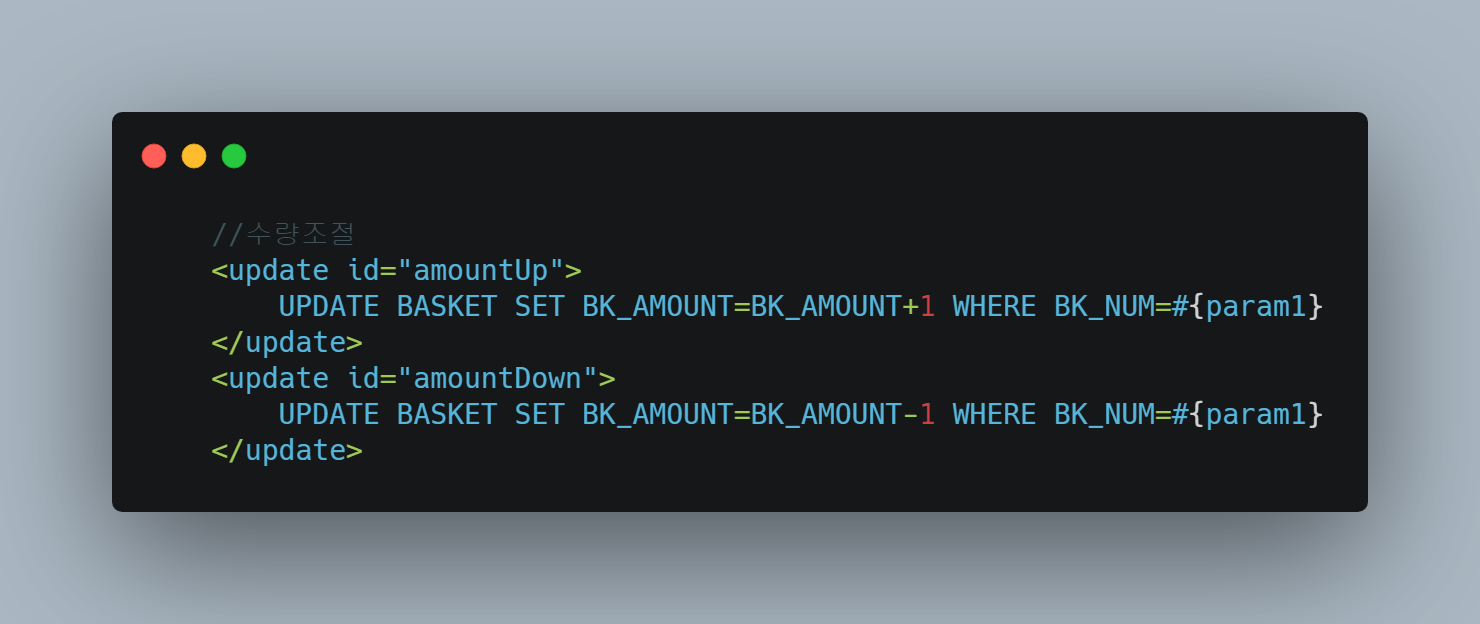 //수량조절
<update id="amountUp">
    UPDATE BASKET SET BK_AMOUNT=BK_AMOUNT+1 WHERE BK_NUM=#{param1}
</update>
<update id="amountDown">
    UPDATE BASKET SET BK_AMOUNT=BK_AMOUNT-1 WHERE BK_NUM=#{param1}
</update>